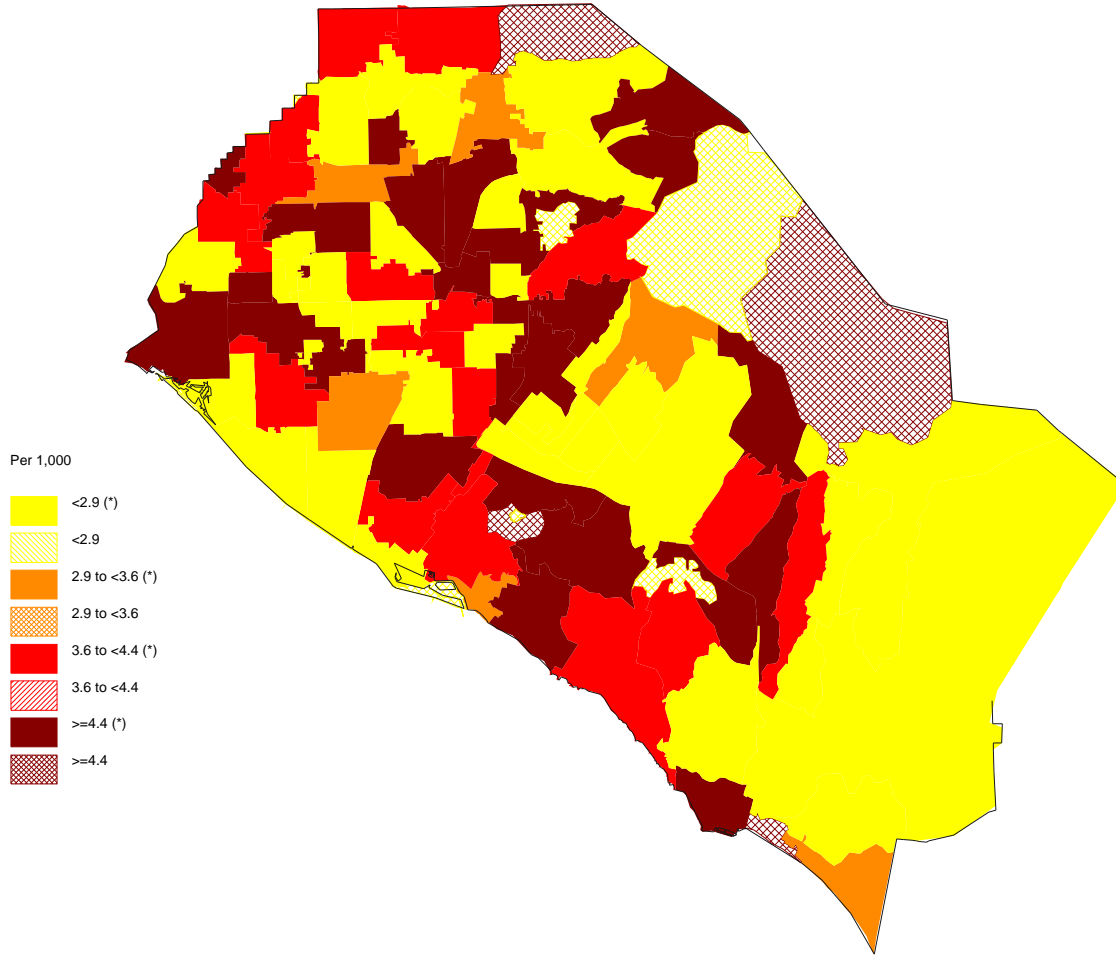 Per 1,000
<2.9 (*)
<2.9
2.9 to <3.6 (*)
2.9 to <3.6
3.6 to <4.4 (*)
3.6 to <4.4
>=4.4 (*)
>=4.4